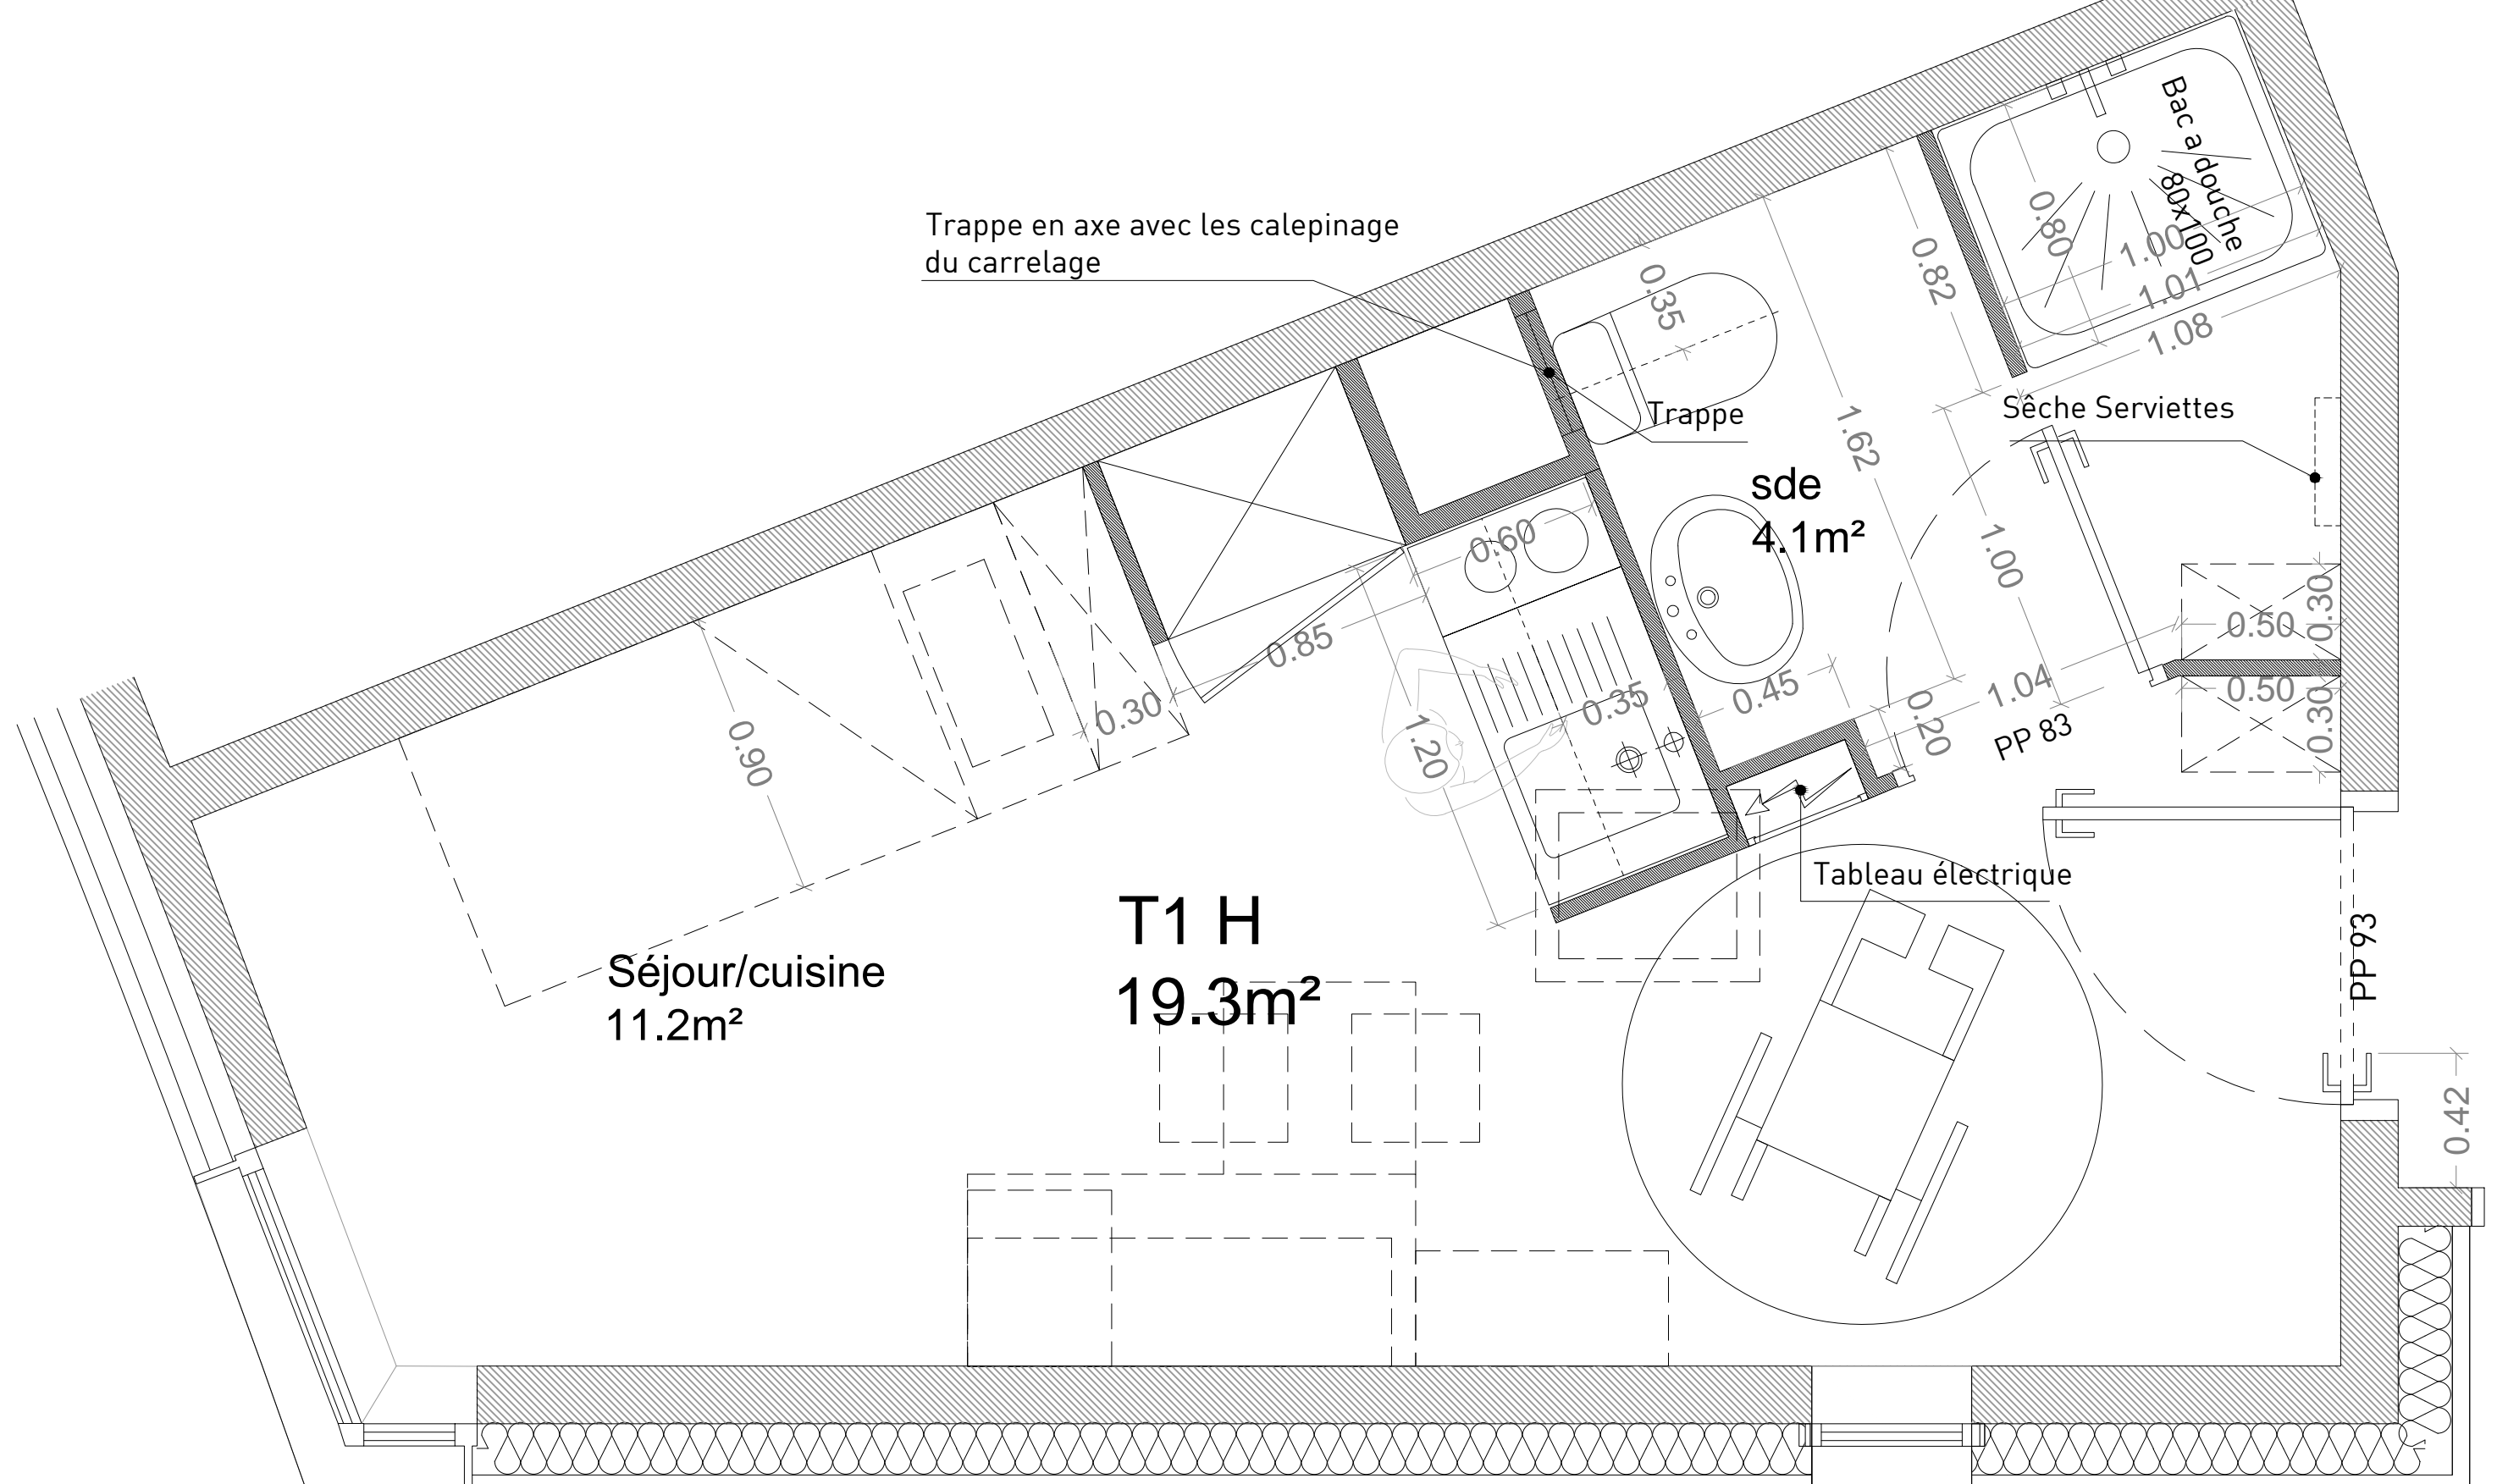 Bac a douche
80x100
Trappe en axe avec les calepinage
du carrelage
0.35
0.82
0.80
1.00
1.01
1.08
Trappe
Sêche Serviettes
1.62
sde
4.1m²
0.60
1.00
0.30
0.50
0.85
0.35
0.45
1.04
0.50
0.30
0.30
0.20
PP 83
0.90
1.20
Tableau électrique
T1 H
19.3m²
Séjour/cuisine
11.2m²
PP 93
0.42